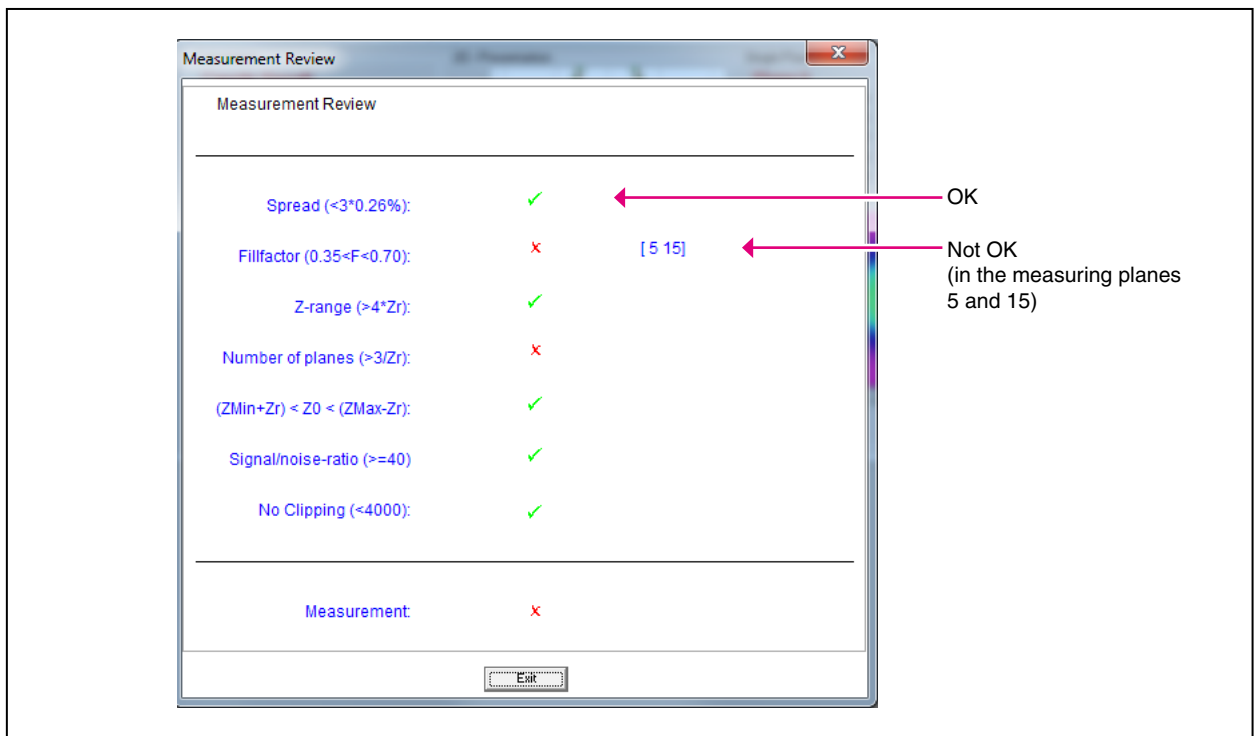 Measurement Review
Measurement Review
Spread (<3*0.26%):
OK
Fillfactor (0.35<F<0.70):
[ 5 15]
Not OK
(in the measuring planes
5 and 15)
Z-range (>4*Zr):
Number of planes (>3/Zr):
(ZMin+Zr) < Z0 < (ZMax-Zr):
Signal/noise-ratio (>=40)
No Clipping (<4000):
Measurement:
Exit